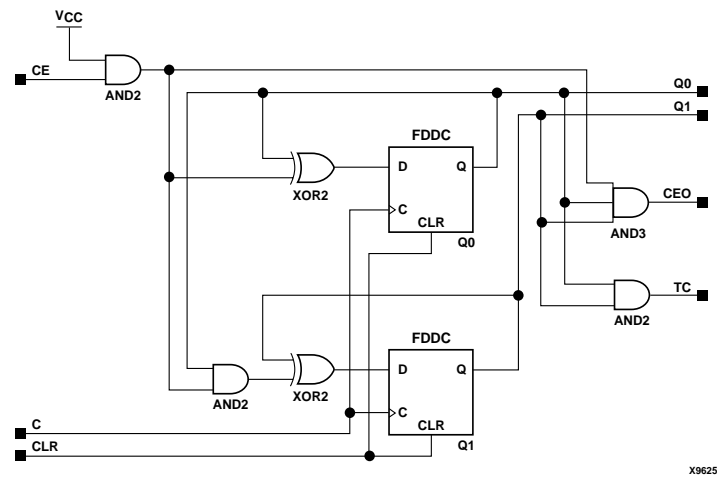 VCC
CE
AND2
Q0
Q1
FDDC
D
Q
XOR2
C
CLR
Q0
CEO
AND3
TC
AND2
FDDC
D
Q
AND2
XOR2
C
CLR
Q1
C
CLR
X9625